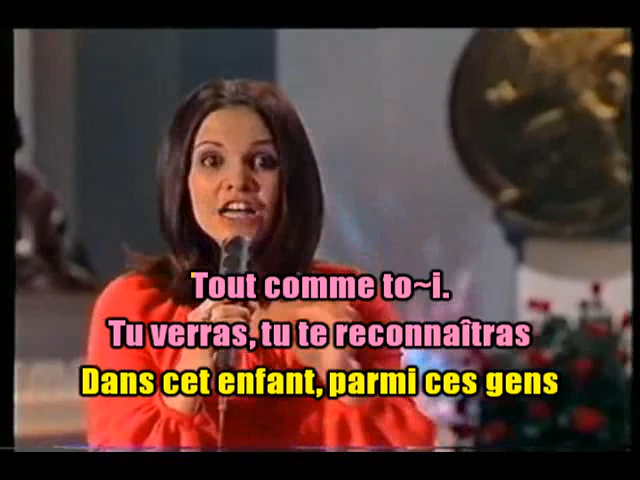 Tout comme to~i.
Tu verras, tu te reconnaîtras
Dans cet enfant, parmi ces gens